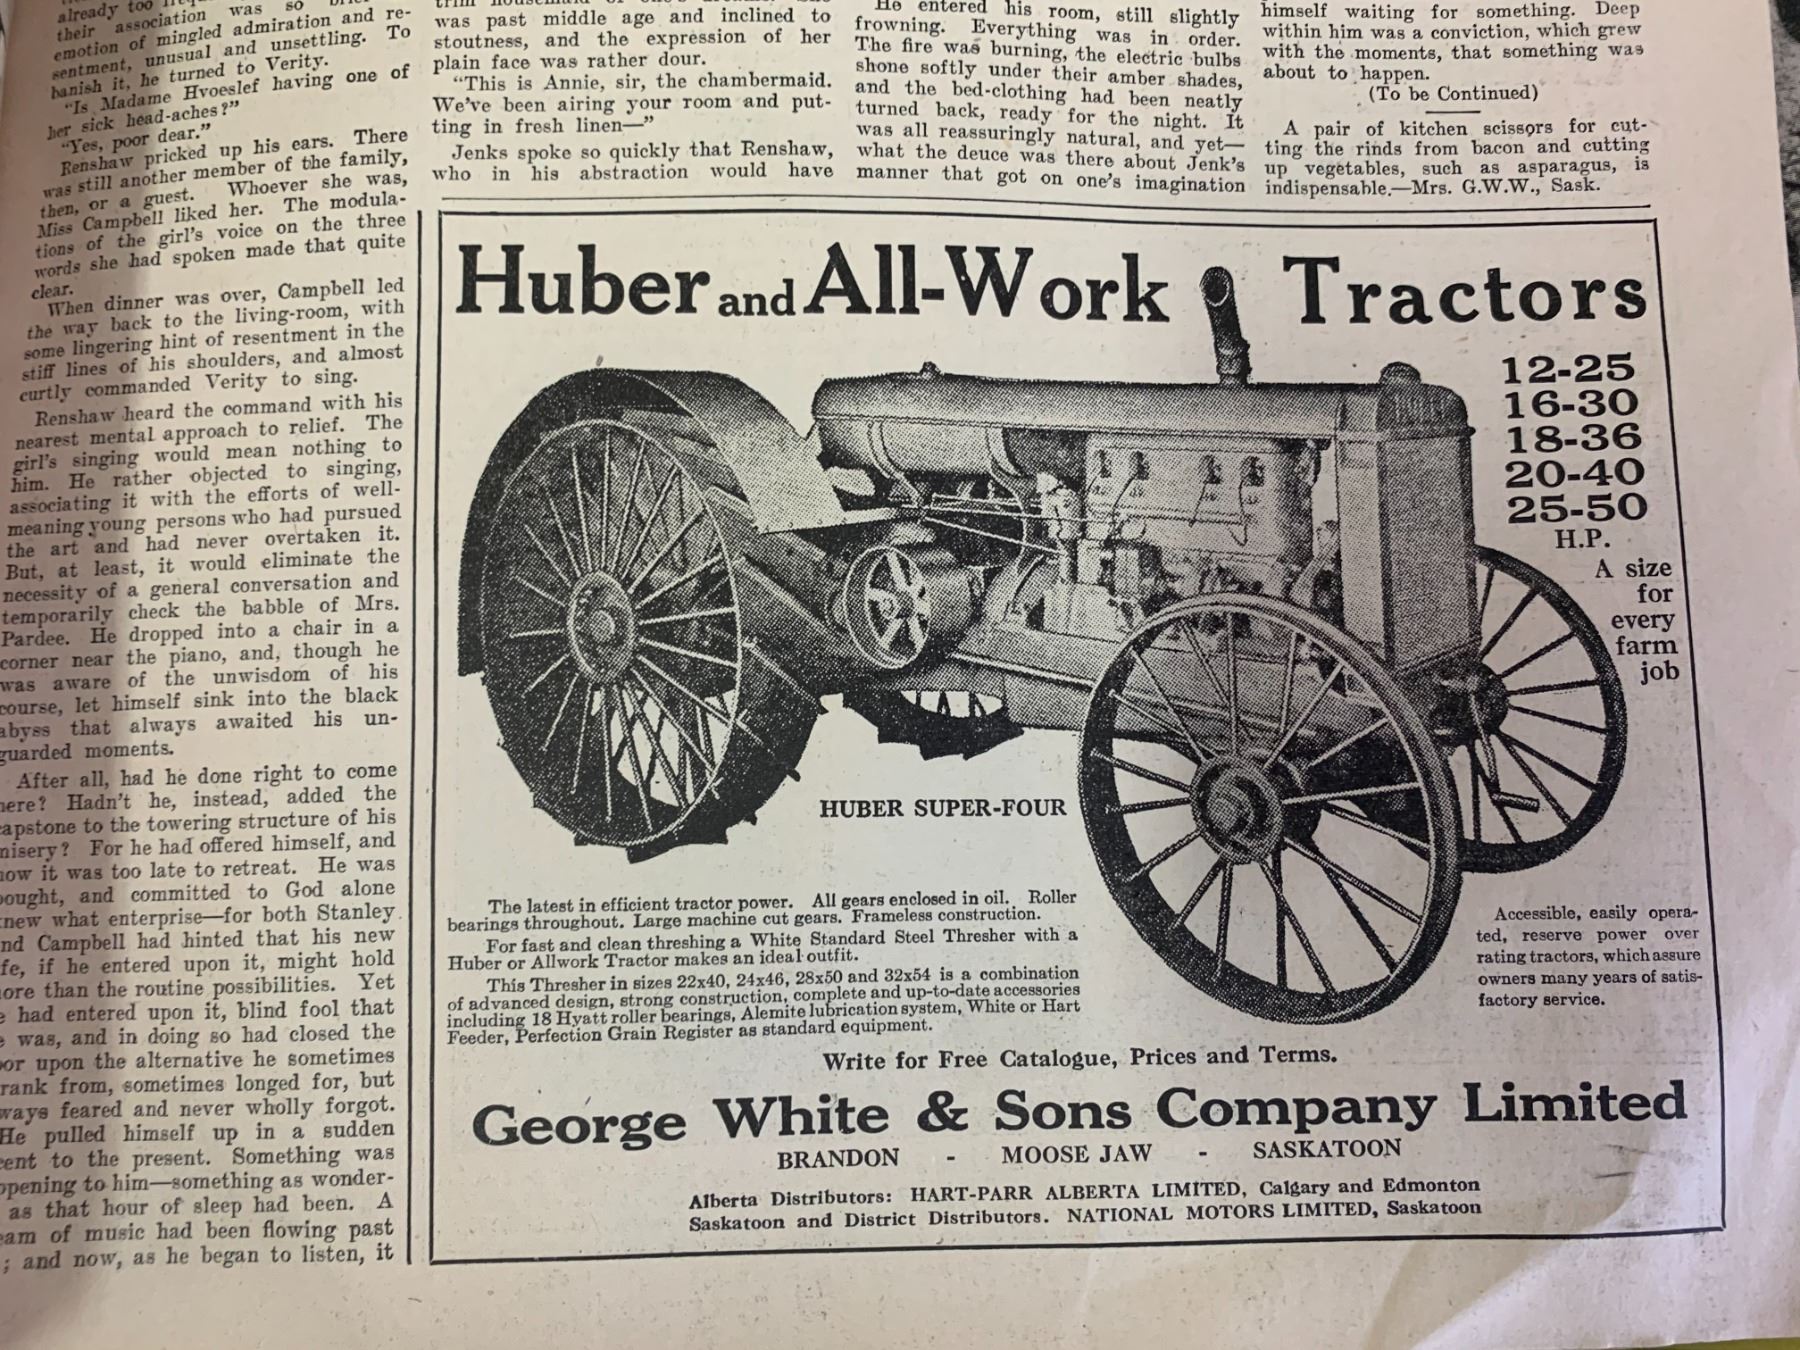 already too
their association was so
emotion of mingled admiration and re-
sentment, unusual and unsettling. To
banish it, he turned to Verity.
"Is Madame Hvoeslef having one of
her sick head-aches?"
"Yes, poor dear."
Renshaw pricked up his ears. There
was still another member of the family,
then, or a guest. Whoever she was,
Miss Campbell liked her. The modula-
tions of the girl's voice on the three
words she had spoken made that quite
clear.
When dinner was over, Campbell led
the way back to the living-room, with
some lingering hint of resentment in the
stiff lines of his shoulders, and almost
curtly commanded Verity to sing.
Renshaw heard the command with his
nearest mental approach to relief. The
girl's singing would mean nothing to
him. He rather objected to singing,
associating it with the efforts of well-
meaning young persons who had pursued
the art and had never overtaken it.
But, at least, it would eliminate the
necessity of a general conversation and
temporarily check the babble of Mrs.
Pardee. He dropped into a chair in a
corner near the piano, and, though he
was aware of the unwisdom of his
course, let himself sink into the black
abyss that always awaited his un-
guarded moments.
After all, had he done right to come
here? Hadn't he, instead, added the
capstone to the towering structure of his
misery? For he had offered himself, and
now it was too late to retreat. He was
bought, and committed to God alone
knew what enterprise—for both Stanley
and Campbell had hinted that his new
life, if he entered upon it, might hold
more than the routine possibilities. Yet
he had entered upon it, blind fool that
he was, and in doing so had closed the
door upon the alternative he sometimes
shrank from, sometimes longed for, but
always feared and never wholly forgot.
He pulled himself up in a sudden
to the present. Something was
happening to him—something as wonder-
as that hour of sleep had been. A
of music had been flowing past
; and now, as he began to listen, it
was past middle age and inclined to
stoutness, and the expression of her
plain face was rather dour.
"This is Annie, sir, the chambermaid.
We've been airing your room and put-
ting in fresh linen—"
Jenks spoke so quickly that Renshaw,
who in his abstraction would have
He entered his room, still slightly
frowning. Everything was in order.
The fire was burning, the electric bulbs
shone softly under their amber shades,
and the bed-clothing had been neatly
turned back, ready for the night. It
was all reassuringly natural, and yet—
what the deuce was there about Jenk's
manner that got on one's imagination
himself waiting for something. Deep
within him was a conviction, which grew
with the moments, that something was
about to happen.
(To be Continued)
A pair of kitchen scissors for cut-
ting the rinds from bacon and cutting
up vegetables, such as asparagus, is
indispensable.—Mrs. G.W.W., Sask.
Huber and All-Work Tractors
12-25
16-30
18-36
20-40
25-50
H.P.
A size
for
every
farm
job
HUBER SUPER-FOUR
The latest in efficient tractor power. All gears enclosed in oil. Roller
bearings throughout. Large machine cut gears. Frameless construction.
For fast and clean threshing a White Standard Steel Thresher with a
Huber or Allwork Tractor makes an ideal outfit.
This Thresher in sizes 22x40, 24x46, 28x50 and 32x54 is a combination
of advanced design, strong construction, complete and up-to-date accessories
including 18 Hyatt roller bearings, Alemite lubrication system, White or Hart
Feeder, Perfection Grain Register as standard equipment.
Accessible, easily opera-
ted, reserve power over
rating tractors, which assure
owners many years of satis-
factory service.
Write for Free Catalogue, Prices and Terms.
George White & Sons Company Limited
BRANDON - MOOSE JAW - SASKATOON
Alberta Distributors: HART-PARR ALBERTA LIMITED, Calgary and Edmonton
Saskatoon and District Distributors. NATIONAL MOTORS LIMITED, Saskatoon